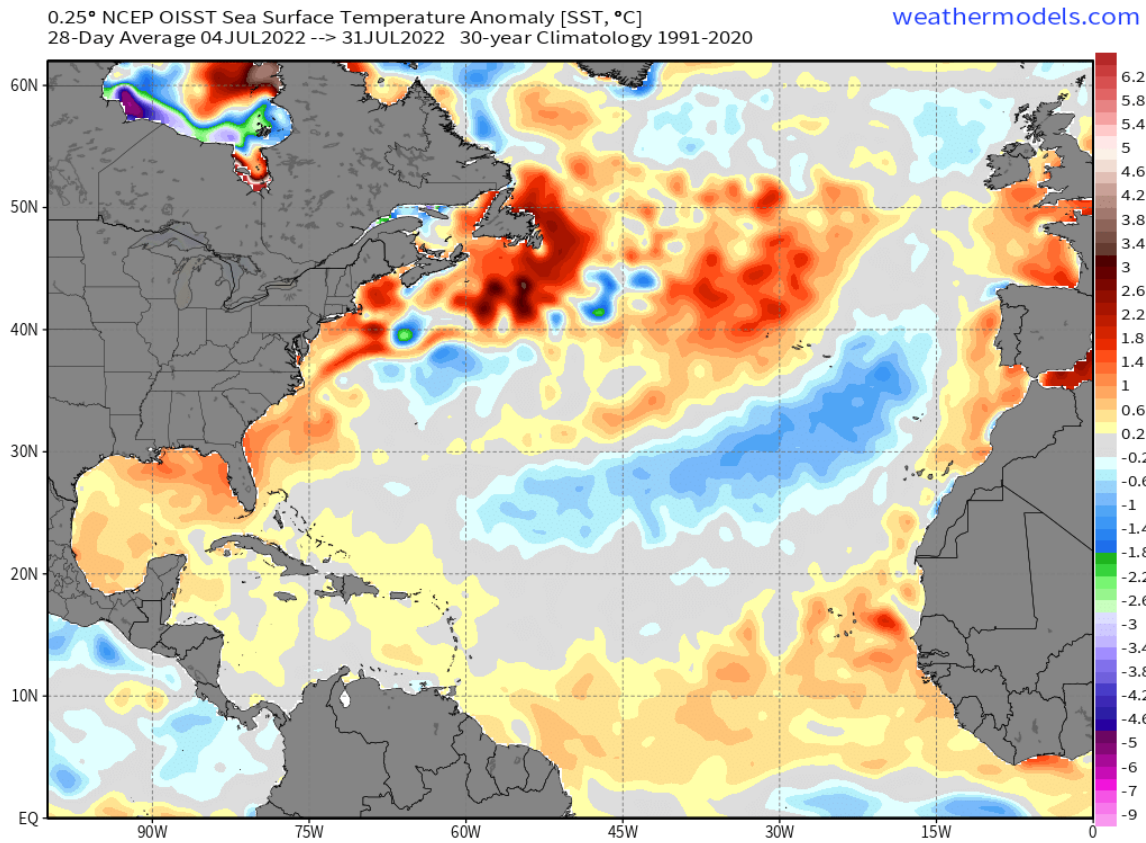 0.25° NCEP OISST Sea Surface Temperature Anomaly [SST, °C]
weathermodels.com
28-Day Average 04JUL2022 --> 31JUL2022 30-year Climatology 1991-2020
60N
50N
40N
30N
20N
10N
EQ
90W
75W
60W
45W
30W
15W
0
6.2
5.8
5.4
5
4.6
4.2
3.8
3.4
3
2.6
2.2
1.8
1.4
1
0.6
0.2
-0.2
-0.6
-1
-1.4
-1.8
-2.2
-2.6
-3
-3.4
-3.8
-4.2
-4.6
-5
-6
-7
-9